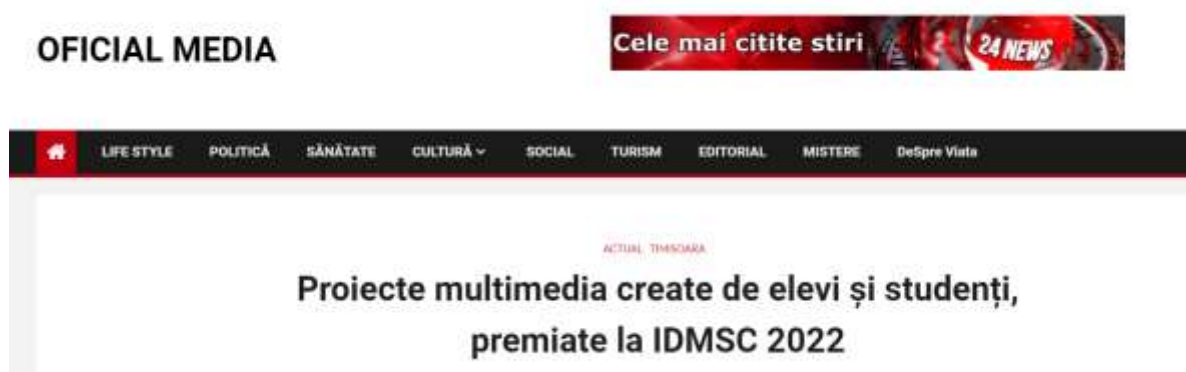 OFICIAL MEDIA
Cele mai citite stiri
24 NEWS
LIFE STYLE POLITICĂ SĂNĂTATE CULTURĂ SOCIAL TURISM EDITORIAL MISTERE DeSpre Viata
ACTUAL TIMISOARA
Proiecte multimedia create de elevi și studenți,
premiate la IDMSC 2022